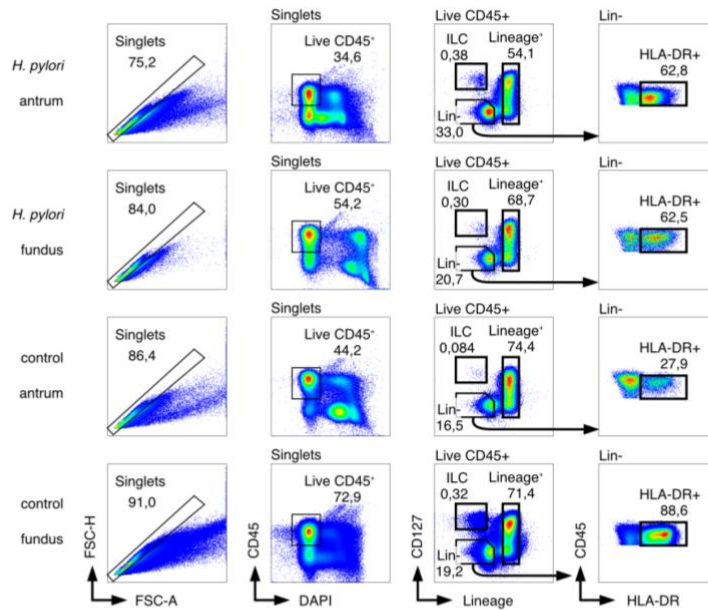 Singlets
Live CD45+
Lin-
Singlets
75,2
Live CD45+
34,6
ILC
0,38
Lineage+
54,1
HLA-DR+
62,8
H. pylori
antrum
Lin-
33,0
Singlets
Live CD45+
Lin-
Singlets
84,0
Live CD45+
54,2
ILC
0,30
Lineage+
68,7
HLA-DR+
62,5
H. pylori
fundus
Lin-
20,7
Singlets
Live CD45+
Lin-
Singlets
86,4
Live CD45+
44,2
ILC
0,084
Lineage+
74,4
HLA-DR+
27,9
control
antrum
Lin-
16,5
Singlets
Live CD45+
Lin-
Singlets
91,0
Live CD45+
72,9
ILC
0,32
Lineage+
71,4
HLA-DR+
88,6
control
fundus
Lin-
19,2
FSC-H
FSC-A
CD45
DAPI
CD127
Lineage
CD45
HLA-DR